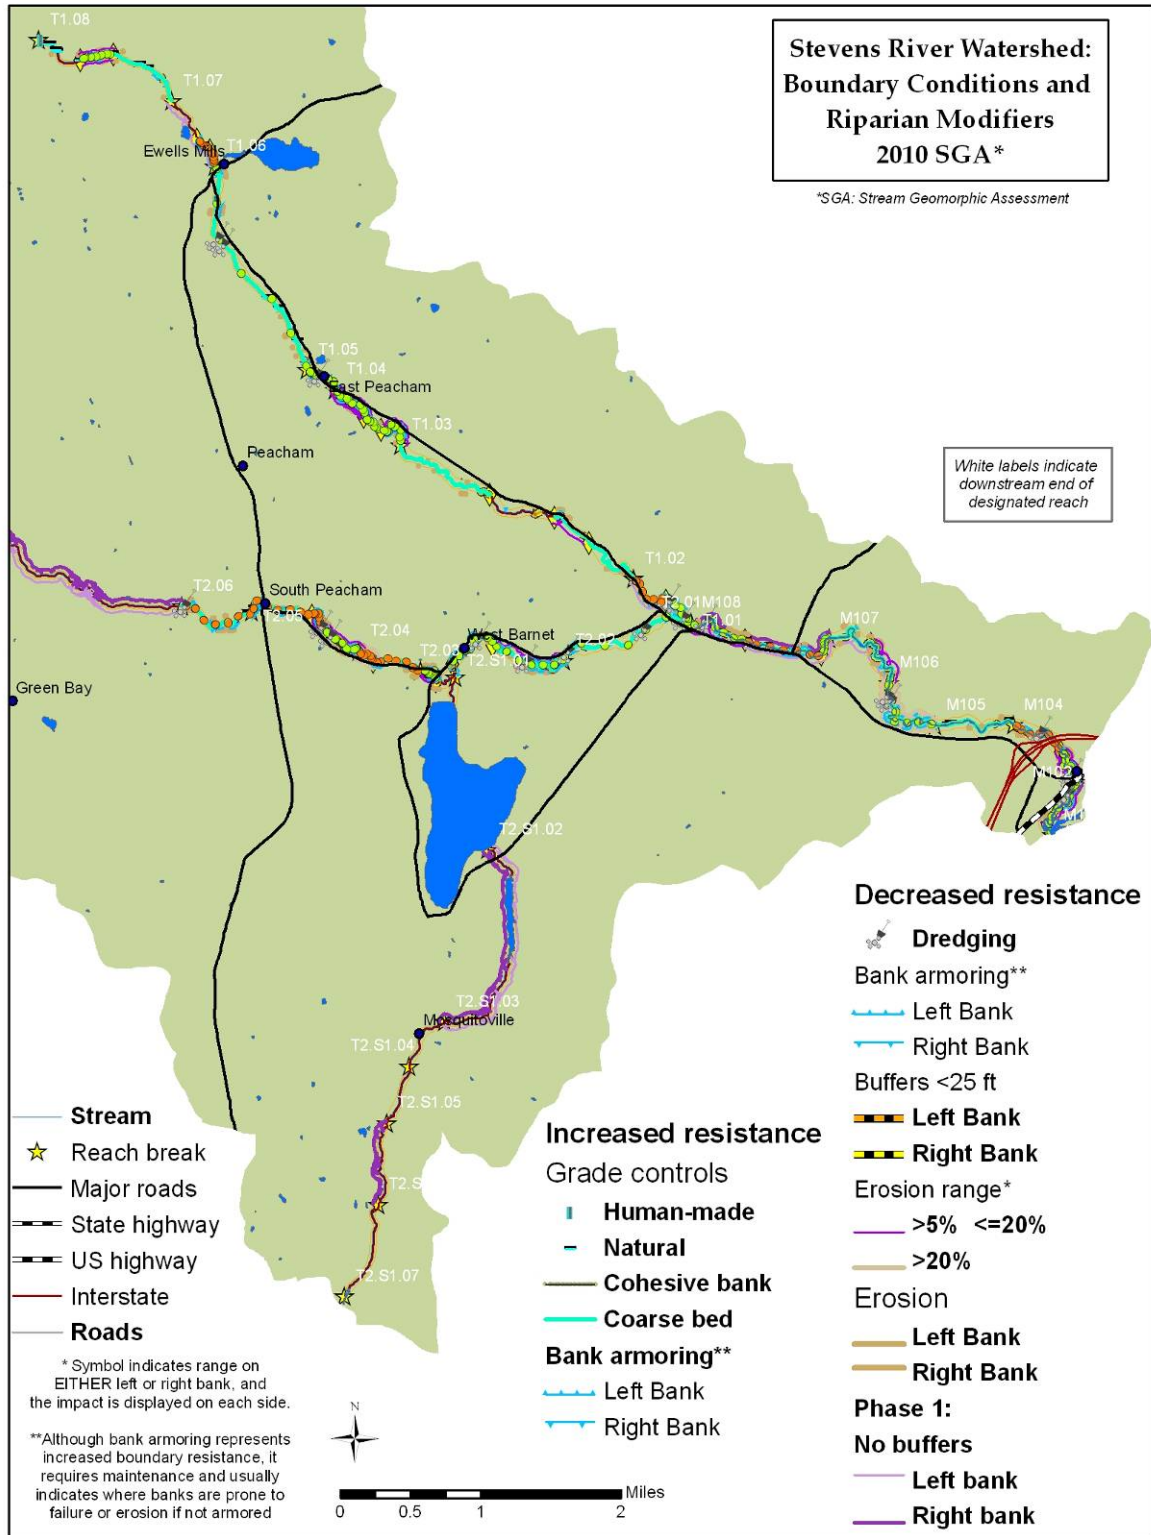 Stevens River Watershed:
Boundary Conditions and
Riparian Modifiers
2010 SGA*
*SGA: Stream Geomorphic Assessment
T1.08
T1.07
T1.06
Ewells Mills
T1.05
T1.04
East Peacham
T1.03
Peacham
White labels indicate
downstream end of
designated reach
T1.02
T2.06
South Peacham
T2.05
T2.01
M108
T1.01
M107
T2.04
West Barnet
T2.02
T2.03
T2.S1.01
M106
Green Bay
M105
M104
M103
T2.S1.02
T2.S1.03
Mosquitoville
T2.S1.04
T2.S1.05
T2.S1.07
Stream
Reach break
Major roads
State highway
US highway
Interstate
Roads
* Symbol indicates range on
EITHER left or right bank, and
the impact is displayed on each side.
**Although bank armoring represents
increased boundary resistance, it
requires maintenance and usually
indicates where banks are prone to
failure or erosion if not armored
Increased resistance
Grade controls
Human-made
Natural
Cohesive bank
Coarse bed
Bank armoring**
Left Bank
Right Bank
N
Miles
0 0.5 1 2
Decreased resistance
Dredging
Bank armoring**
Left Bank
Right Bank
Buffers <25 ft
Left Bank
Right Bank
Erosion range*
>5% <=20%
>20%
Erosion
Left Bank
Right Bank
Phase 1:
No buffers
Left bank
Right bank